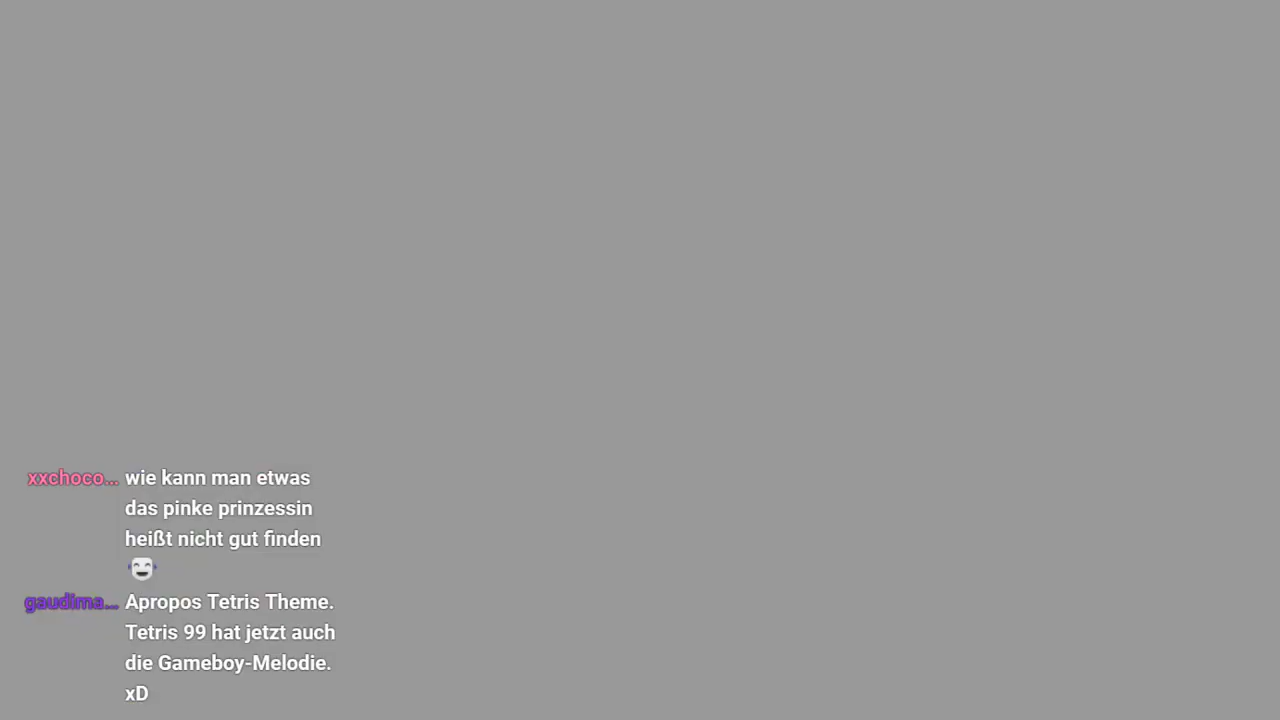 xxchoco... wie kann man etwas
das pinke prinzessin
heißt nicht gut finden
gaudima... Apropos Tetris Theme.
Tetris 99 hat jetzt auch
die Gameboy-Melodie.
xD